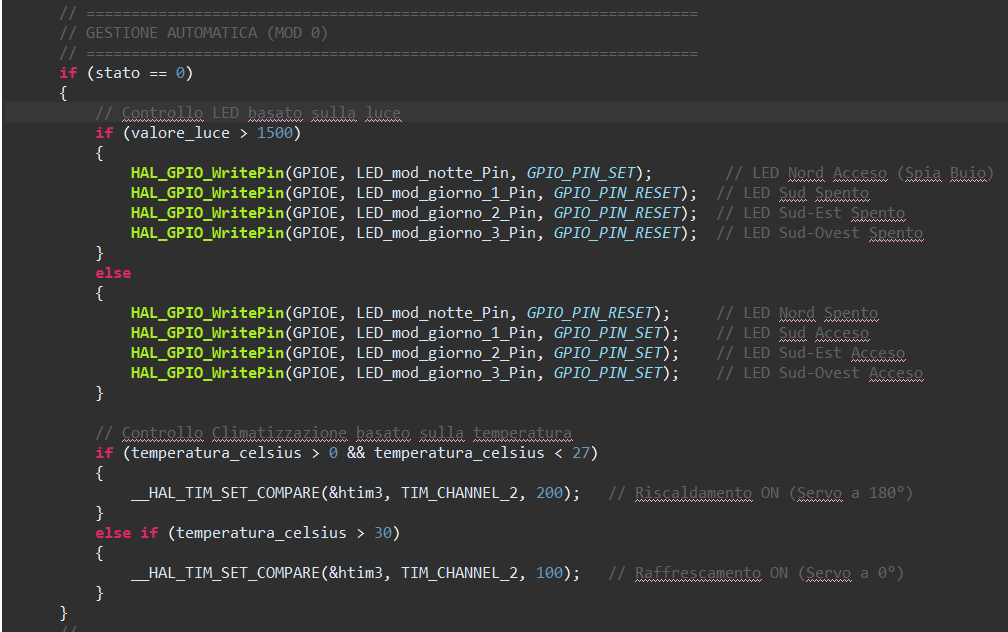 // ====================================================================
// GESTIONE AUTOMATICA (MOD 0)
// ====================================================================
if (stato == 0)
{
// Controllo LED basato sulla luce
if (valore_luce > 1500)
{
HAL_GPIO_WritePin(GPIOE, LED_mod_notte_Pin, GPIO_PIN_SET); // LED Nord Acceso (Spia Buio)
HAL_GPIO_WritePin(GPIOE, LED_mod_giorno_1_Pin, GPIO_PIN_RESET); // LED Sud Spento
HAL_GPIO_WritePin(GPIOE, LED_mod_giorno_2_Pin, GPIO_PIN_RESET); // LED Sud-Est Spento
HAL_GPIO_WritePin(GPIOE, LED_mod_giorno_3_Pin, GPIO_PIN_RESET); // LED Sud-Ovest Spento
}
else
{
HAL_GPIO_WritePin(GPIOE, LED_mod_notte_Pin, GPIO_PIN_RESET); // LED Nord Spento
HAL_GPIO_WritePin(GPIOE, LED_mod_giorno_1_Pin, GPIO_PIN_SET); // LED Sud Acceso
HAL_GPIO_WritePin(GPIOE, LED_mod_giorno_2_Pin, GPIO_PIN_SET); // LED Sud-Est Acceso
HAL_GPIO_WritePin(GPIOE, LED_mod_giorno_3_Pin, GPIO_PIN_SET); // LED Sud-Ovest Acceso
}
// Controllo Climatizzazione basato sulla temperatura
if (temperatura_celsius > 0 && temperatura_celsius < 27)
{
__HAL_TIM_SET_COMPARE(&htim3, TIM_CHANNEL_2, 200); // Riscaldamento ON (Servo a 180°)
}
else if (temperatura_celsius > 30)
{
__HAL_TIM_SET_COMPARE(&htim3, TIM_CHANNEL_2, 100); // Raffrescamento ON (Servo a 0°)
}
}
//